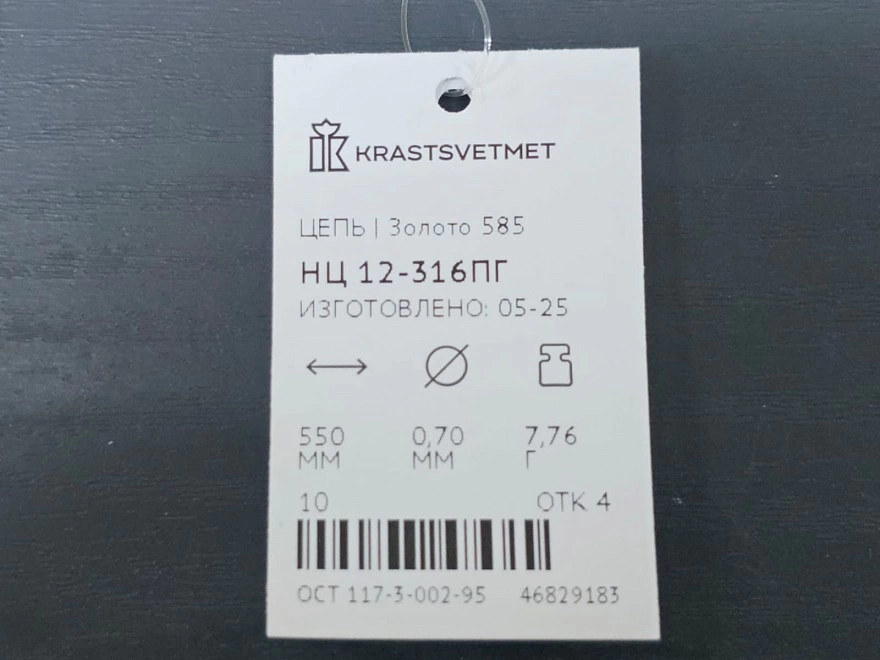 KRASTSVETMET
ЦЕПЬ | Золото 585
НЦ 12-316ПГ
ИЗГОТОВЛЕНО: 05-25
550 0,70 7,76
ММ ММ Г
10 ОТК 4
ОСТ 117-3-002-95 46829183